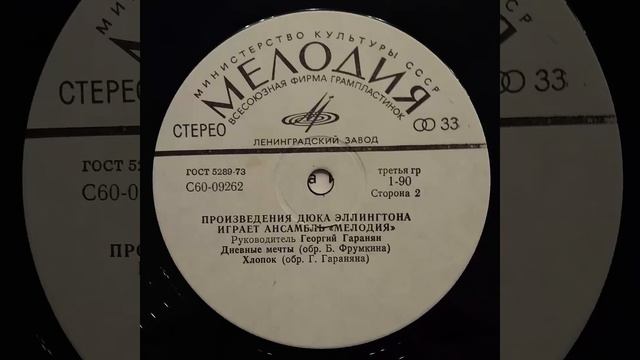 МИНИСТЕРСТВО КУЛЬТУРЫ СССР
МЕЛОДИЯ
ВСЕСОЮЗНАЯ ФИРМА ГРАМПЛАСТИНОК
СТЕРЕО
33
ЛЕНИНГРАДСКИЙ ЗАВОД
ГОСТ 5289-73
третья гр
С60-09262
1-90
Сторона 2
ПРОИЗВЕДЕНИЯ ДЮКА ЭЛЛИНГТОНА
ИГРАЕТ АНСАМБЛЬ «МЕЛОДИЯ»
Руководитель Георгий Гаранян
Дневные мечты (обр. Б. Фрумкина)
Хлопок (обр. Г. Гараняна)